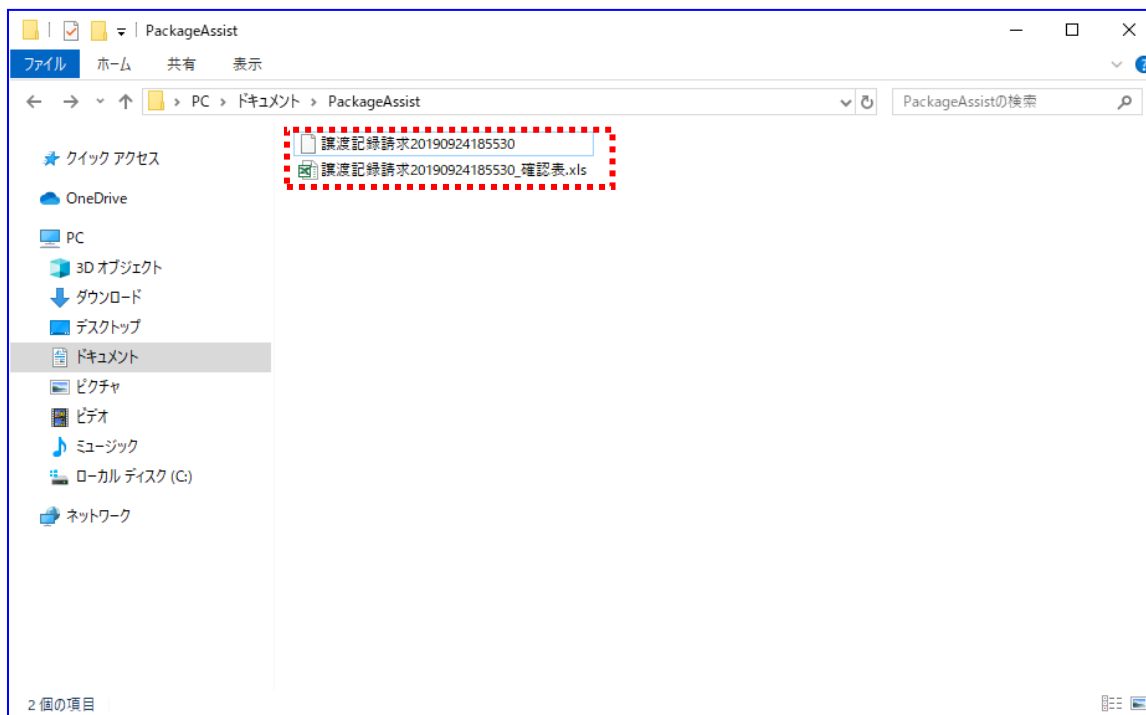 PackageAssist
ファイル ホーム 共有 表示
PC › ドキュメント › PackageAssist
PackageAssistの検索
譲渡記録請求20190924185530
譲渡記録請求20190924185530_確認表.xls
クイック アクセス
OneDrive
PC
3D オブジェクト
ダウンロード
デスクトップ
ドキュメント
ピクチャ
ビデオ
ミュージック
ローカル ディスク (C:)
ネットワーク
2 個の項目